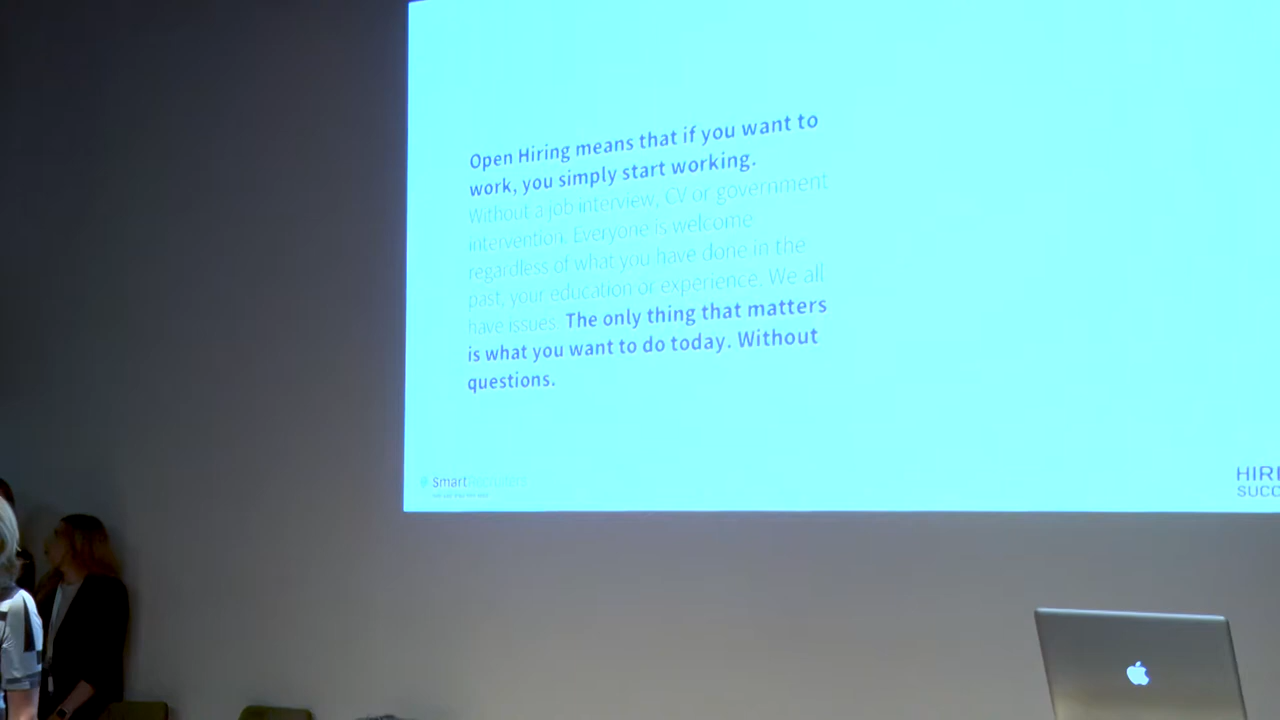 Open Hiring means that if you want to
work, you simply start working.
Without a job interview, CV or government
intervention. Everyone is welcome
regardless of what you have done in the
past, your education or experience. We all
have issues. The only thing that matters
is what you want to do today. Without
questions.
SmartRecruiters
HIRE
SUCC